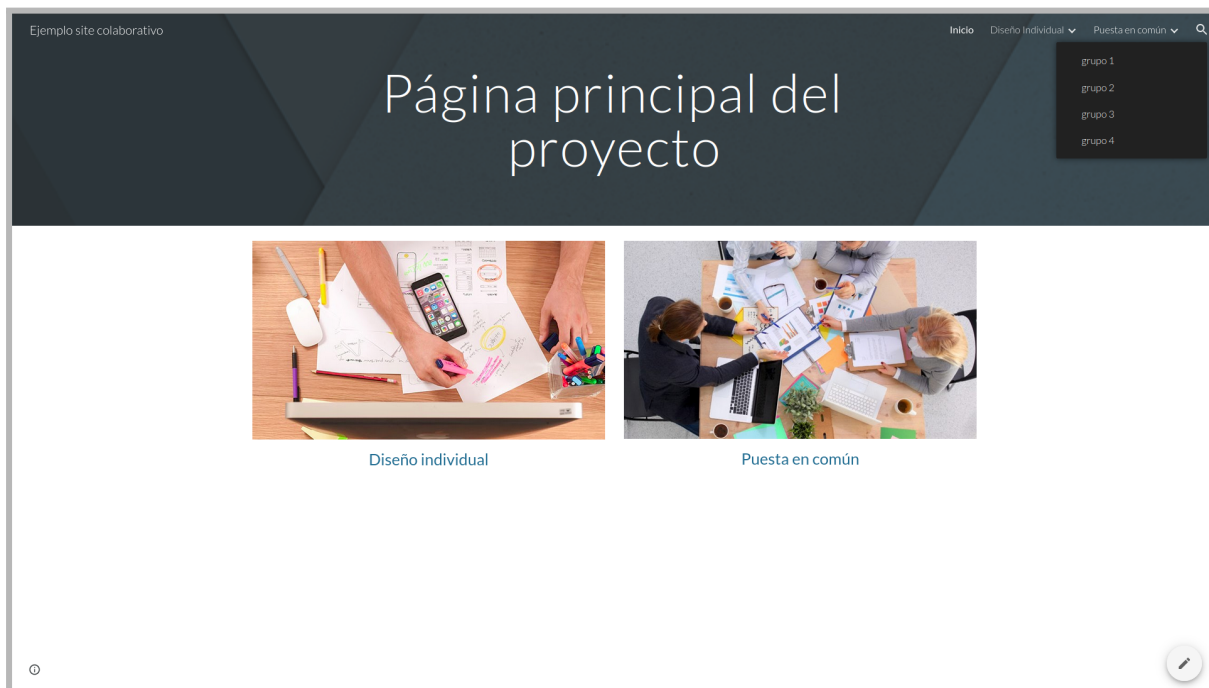 Ejemplo site colaborativo
Inicio Diseño Individual Puesta en común
grupo 1
grupo 2
grupo 3
grupo 4
Página principal del
proyecto
Diseño individual
Puesta en común